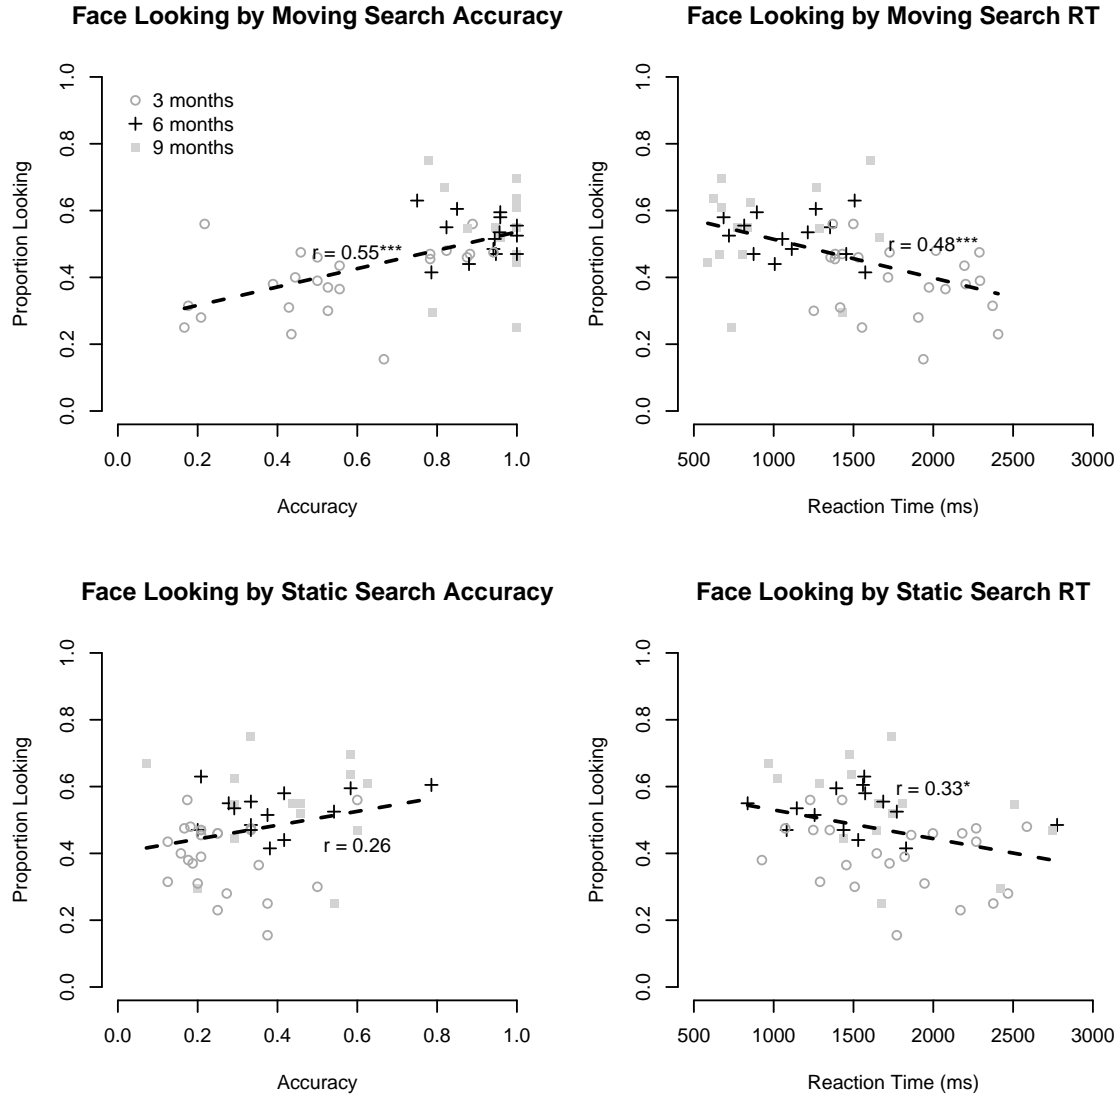 Face Looking by Moving Search Accuracy
Proportion Looking
1.0
0.8
0.6
0.4
0.2
0.0
3 months
6 months
9 months
r = 0.55***
0.0 0.2 0.4 0.6 0.8 1.0
Accuracy
Face Looking by Moving Search RT
Proportion Looking
1.0
0.8
0.6
0.4
0.2
0.0
r = 0.48***
500 1000 1500 2000 2500 3000
Reaction Time (ms)
Face Looking by Static Search Accuracy
Proportion Looking
1.0
0.8
0.6
0.4
0.2
0.0
r = 0.26
0.0 0.2 0.4 0.6 0.8 1.0
Accuracy
Face Looking by Static Search RT
Proportion Looking
1.0
0.8
0.6
0.4
0.2
0.0
r = 0.33*
500 1000 1500 2000 2500 3000
Reaction Time (ms)